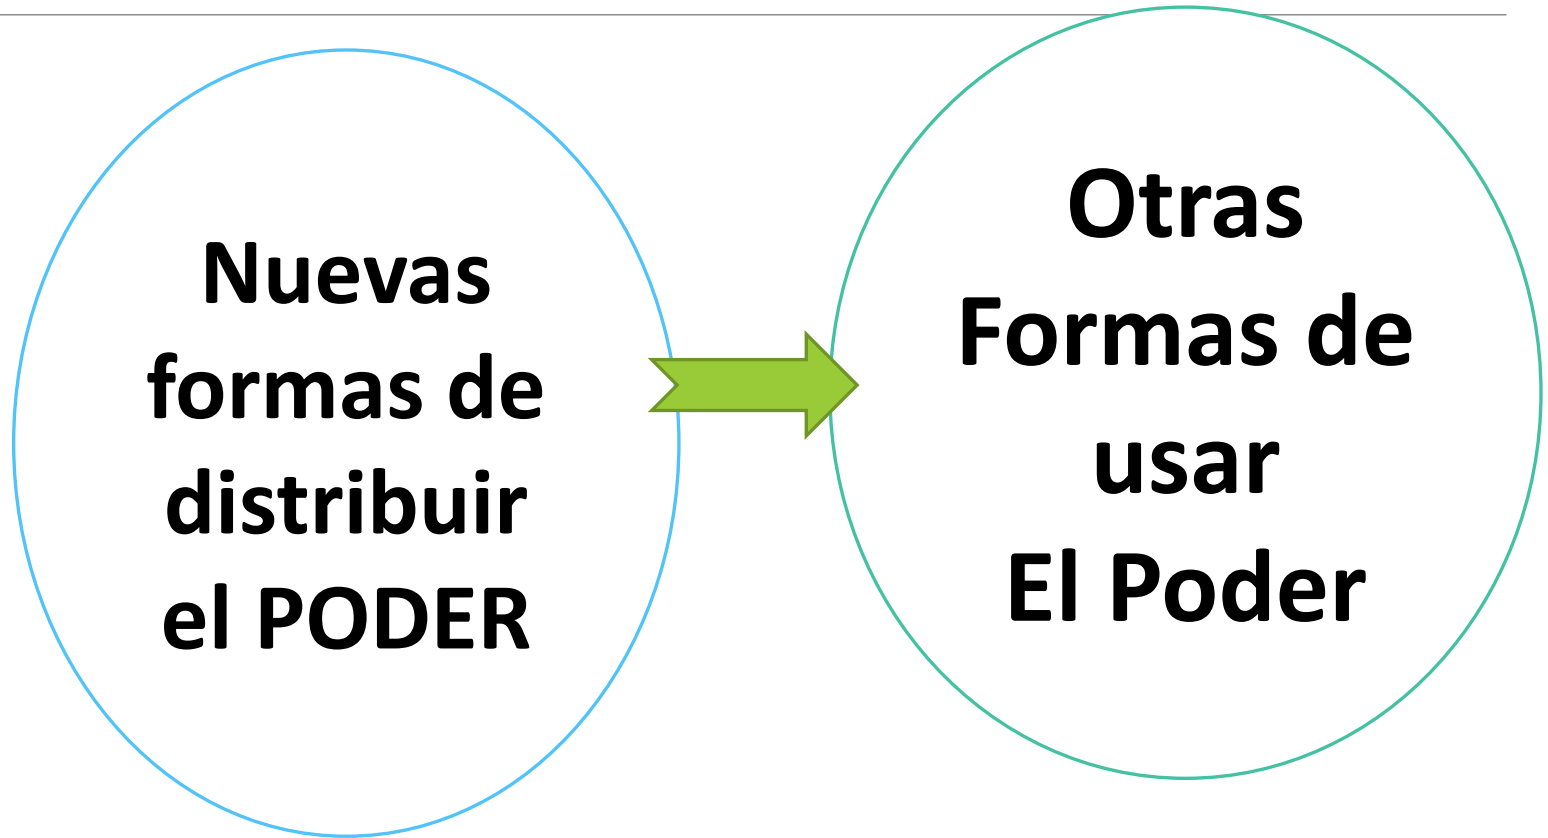 Nuevas
formas de
distribuir
el PODER
Otras
Formas de
usar
El Poder